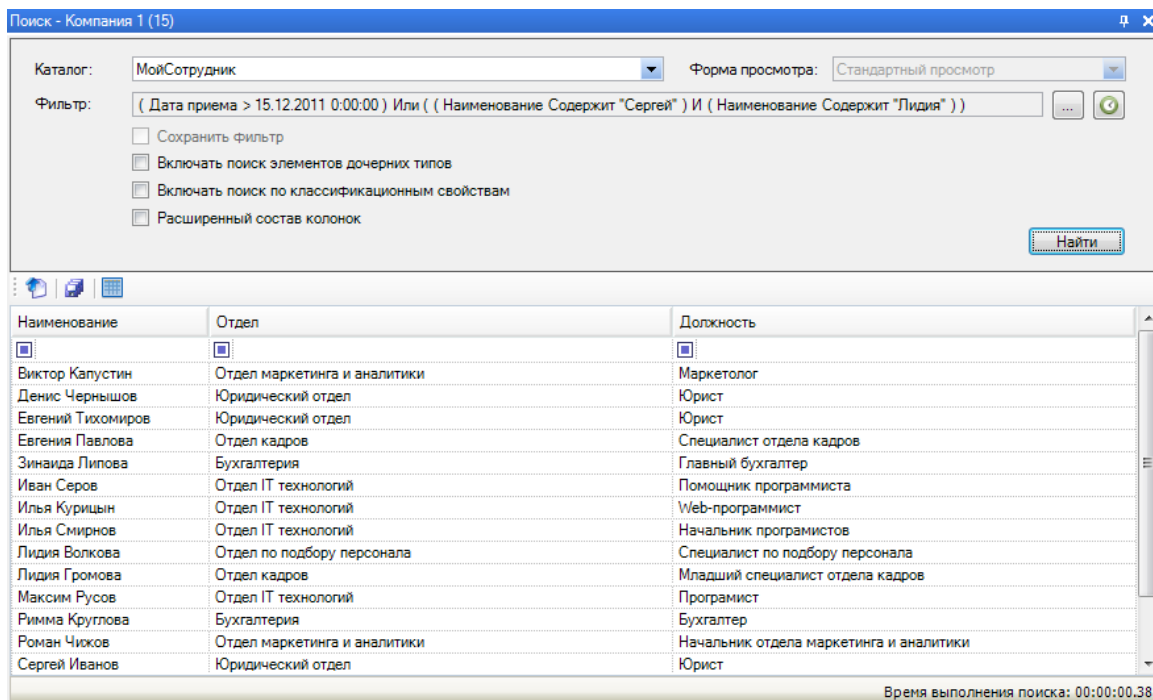 Поиск - Компания 1 (15)
Каталог: МойСотрудник Форма просмотра: Стандартный просмотр
Фильтр: ( Дата приема > 15.12.2011 0:00:00 ) Или ( ( Наименование Содержит "Сергей" ) И ( Наименование Содержит "Лидия" ) ) ...
Сохранить фильтр
Включать поиск элементов дочерних типов
Включать поиск по классификационным свойствам
Расширенный состав колонок
Найти
Наименование Отдел Должность
Виктор Капустин Отдел маркетинга и аналитики Маркетолог
Денис Чернышов Юридический отдел Юрист
Евгений Тихомиров Юридический отдел Юрист
Евгения Павлова Отдел кадров Специалист отдела кадров
Зинаида Липова Бухгалтерия Главный бухгалтер
Иван Серов Отдел IT технологий Помощник программиста
Илья Курицын Отдел IT технологий Web-программист
Илья Смирнов Отдел IT технологий Начальник програмистов
Лидия Волкова Отдел по подбору персонала Специалист по подбору персонала
Лидия Громова Отдел кадров Младший специалист отдела кадров
Максим Русов Отдел IT технологий Програмист
Римма Круглова Бухгалтерия Бухгалтер
Роман Чижов Отдел маркетинга и аналитики Начальник отдела маркетинга и аналитики
Сергей Иванов Юридический отдел Юрист
Время выполнения поиска: 00:00:00.38